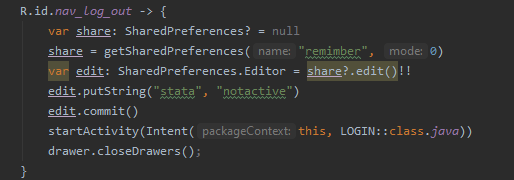 R.id.nav_log_out -> {
var share: SharedPreferences? = null
share = getSharedPreferences( name: "remimber", mode: 0)
var edit: SharedPreferences.Editor = share?.edit()!!
edit.putString("stata", "notactive")
edit.commit()
startActivity(Intent( packageContext: this, LOGIN::class.java))
drawer.closeDrawers();
}